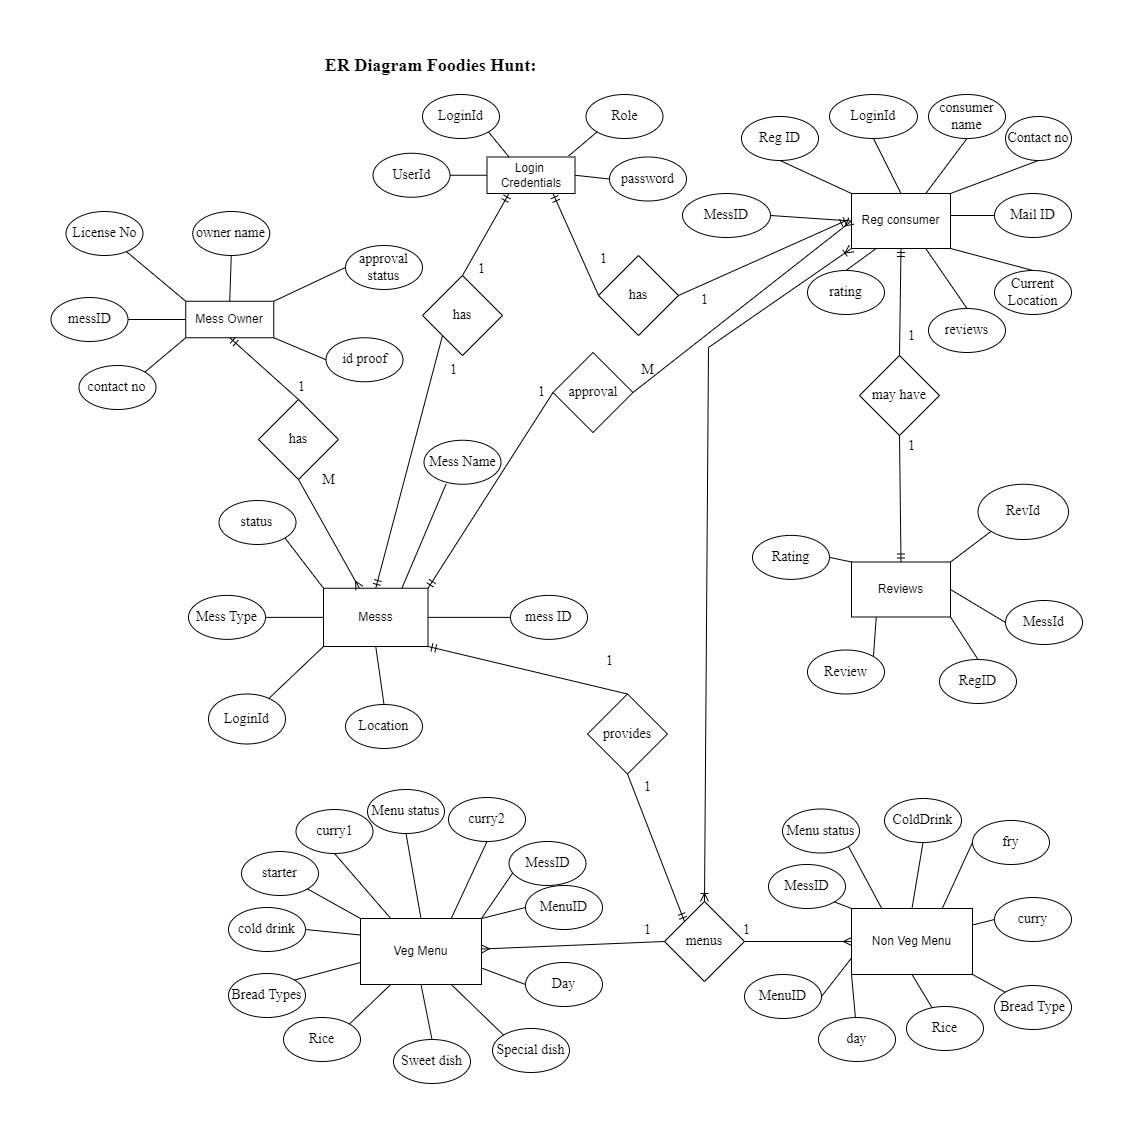 ER Diagram Foodies Hunt:
LoginId
Role
UserId
Login
Credentials
password
Reg ID
LoginId
consumer
name
Contact no
MessID
Reg consumer
Mail ID
rating
reviews
Current
Location
License No
owner name
approval
status
messID
Mess Owner
contact no
id proof
1
has
1
1
has
1
1
has
M
1
approval
M
1
may have
1
Mess Name
status
Mess Type
Messs
mess ID
LoginId
Location
RevId
Rating
Reviews
MessId
Review
RegID
1
provides
1
Menu status
curry1
curry2
starter
MessID
MenuID
cold drink
Veg Menu
Bread Types
Day
Rice
Sweet dish
Special dish
1
menus
1
Menu status
ColdDrink
fry
MessID
curry
Non Veg Menu
MenuID
Bread Type
day
Rice